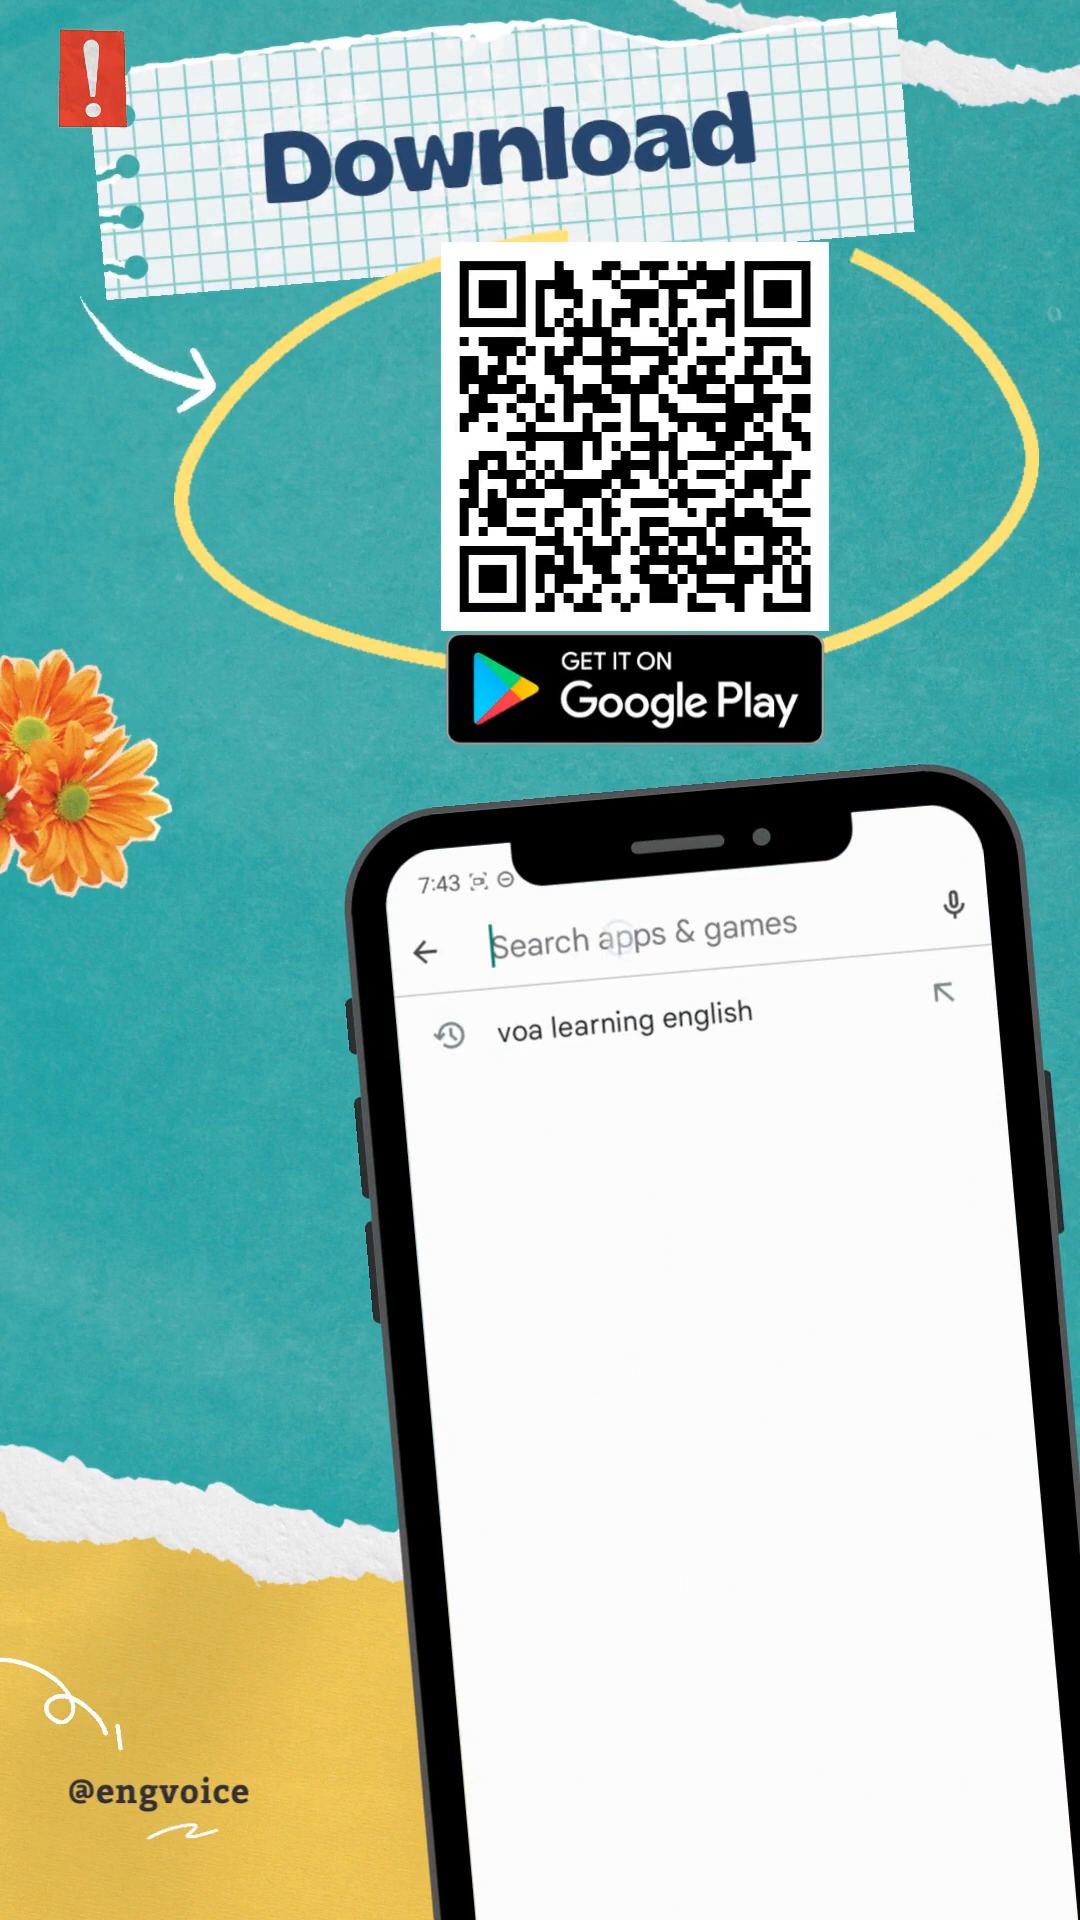 Download
GET IT ON
Google Play
7:43
Search apps & games
voa learning english
@engvoice